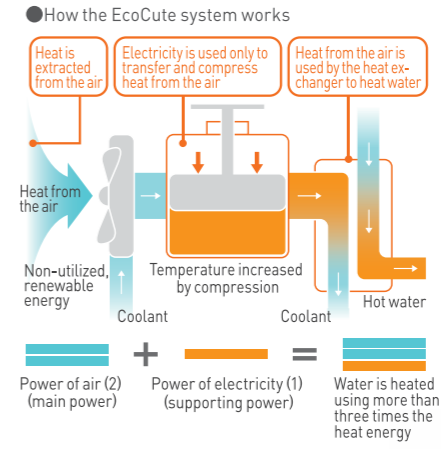 ●How the EcoCute system works
Heat is
extracted
from the air
Electricity is used only to
transfer and compress
heat from the air
Heat from the air is
used by the heat ex-
changer to heat water
Heat from
the air
Non-utilized,
renewable
energy
Temperature increased
by compression
Hot water
Coolant
Coolant
+
=
Power of air (2)
(main power)
Power of electricity (1)
(supporting power)
Water is heated
using more than
three times the
heat energy